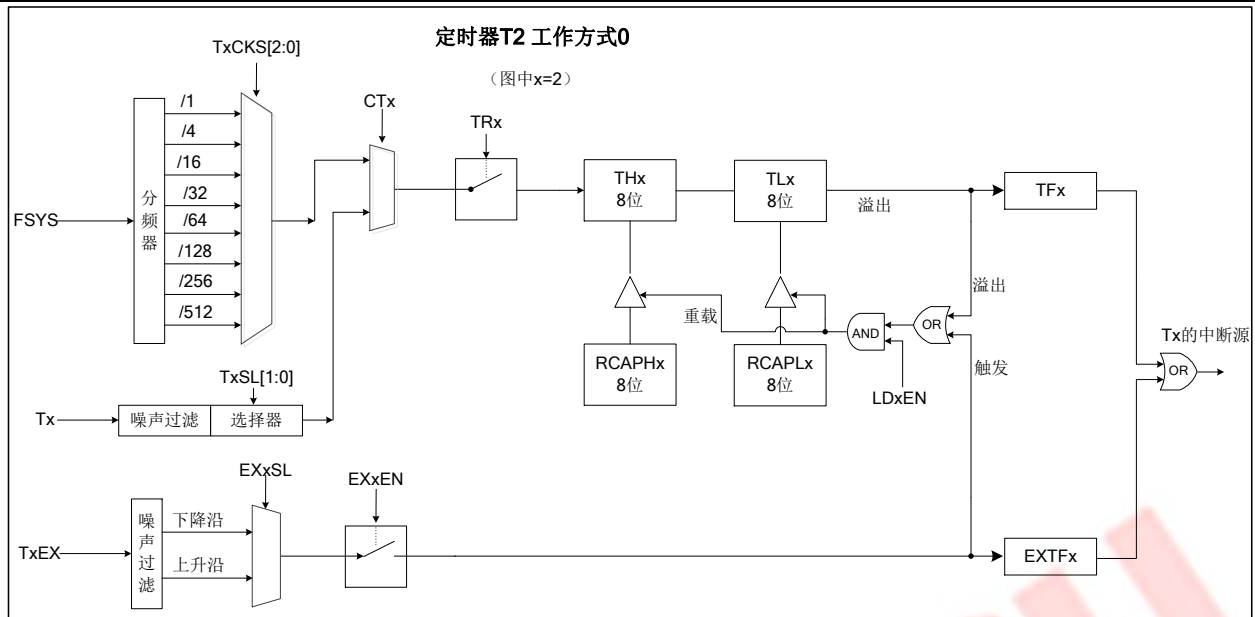 定时器T2 工作方式0
（图中x=2）
TxCKS[2:0]
CTx
TRx
FSYS
分频器
/1
/4
/16
/32
/64
/128
/256
/512
THx
8位
TLx
8位
溢出
TFx
溢出
重载
AND
OR
RCAPHx
8位
RCAPLx
8位
LDxEN
触发
Tx的中断源
OR
TxSL[1:0]
Tx
噪声过滤
选择器
EXxSL
EXxEN
TxEX
噪声过滤
下降沿
上升沿
EXTFx